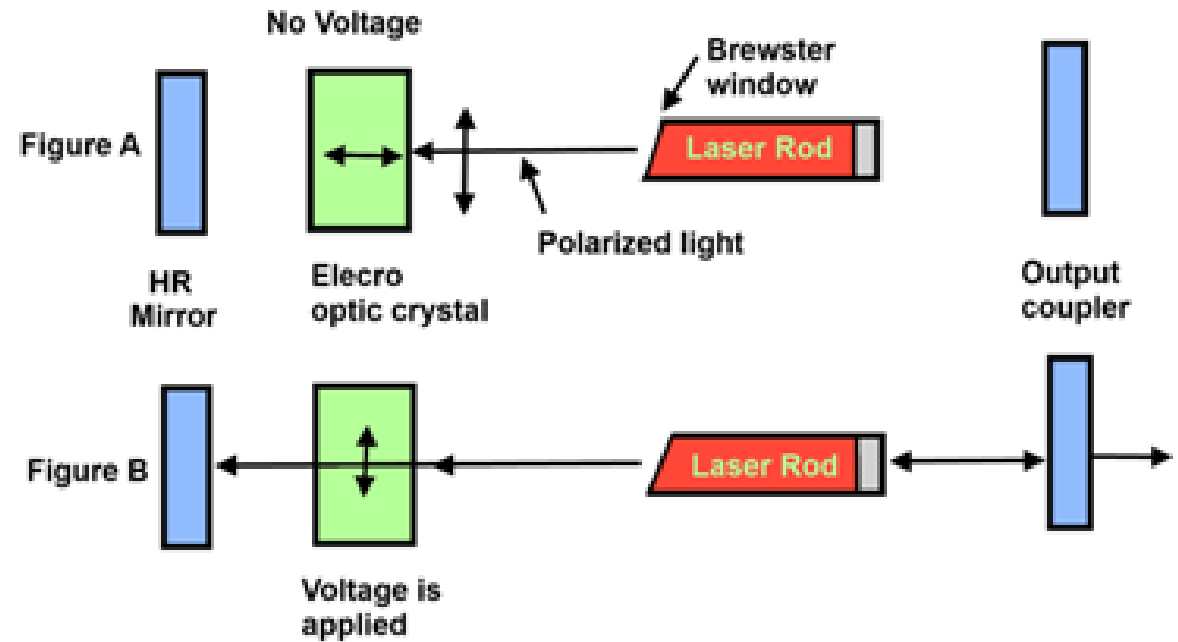 No Voltage
Brewster
window
Figure A
Laser Rod
Polarized light
HR
Mirror
Elecro
optic crystal
Output
coupler
Figure B
Laser Rod
Voltage is
applied